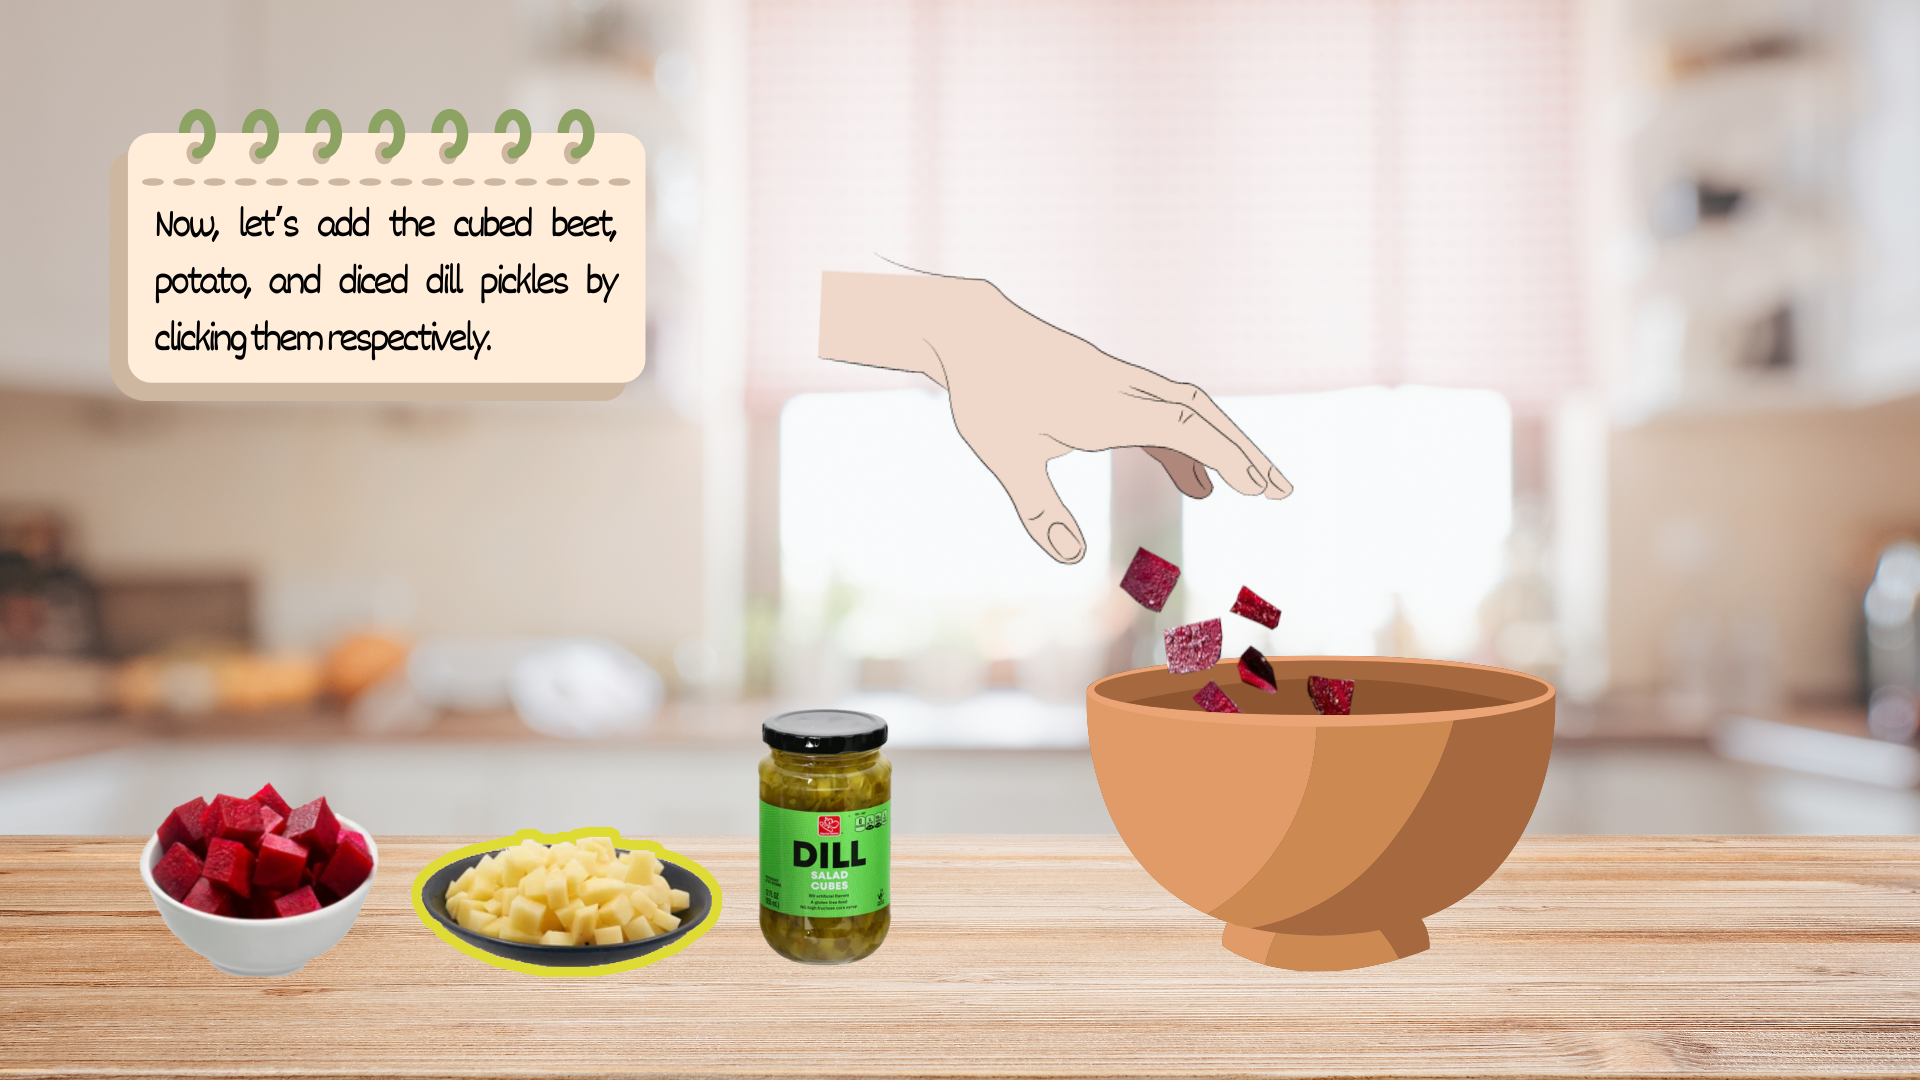 Now, let's add the cubed beet,
potato, and diced dill pickles by
clicking them respectively.
DILL
SALAD
CUBES